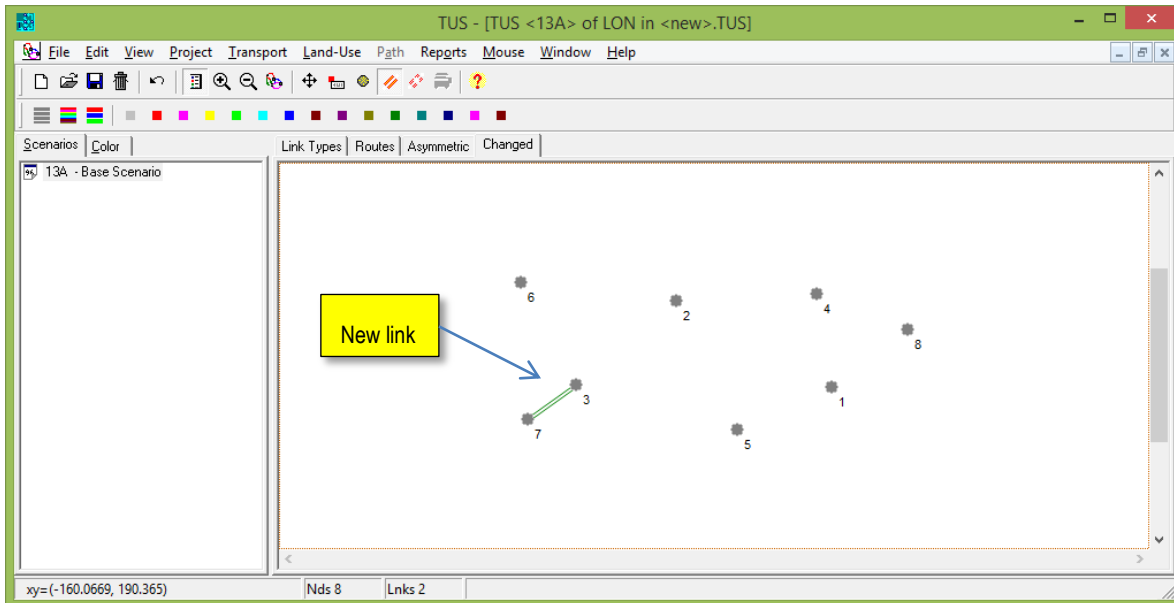 TUS - [TUS <13A> of LON in <new>.TUS]
File Edit View Project Transport Land-Use Path Reports Mouse Window Help
Scenarios Color Link Types Routes Asymmetric Changed
13A - Base Scenario
6
2
4
8
New link
3
1
7
5
xy=(-160.0669, 190.365) Nds 8 Lnks 2